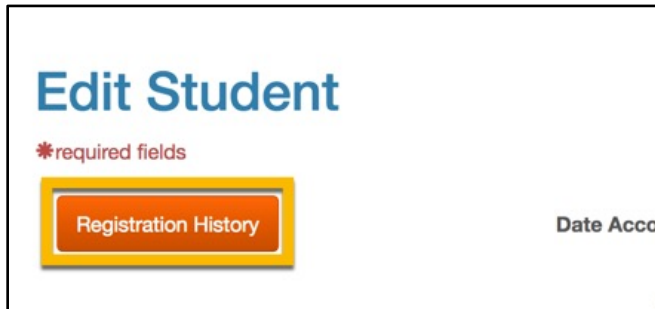 Edit Student
*required fields
Registration History
Date Acco